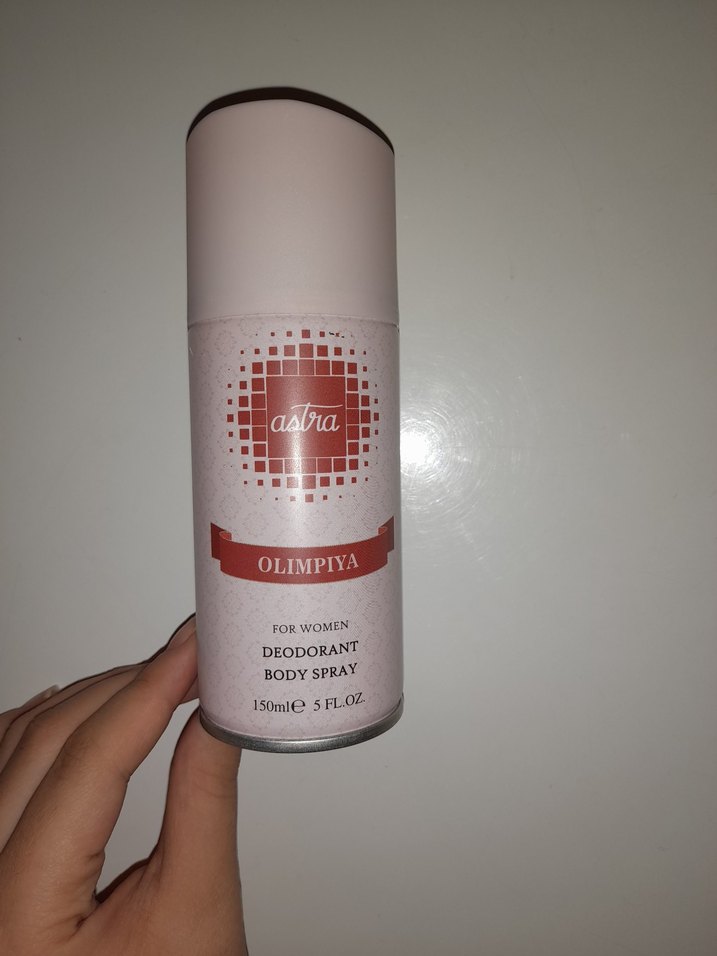 astra
OLIMPIYA
FOR WOMEN
DEODORANT
BODY SPRAY
150ml℮ 5 FL.OZ.